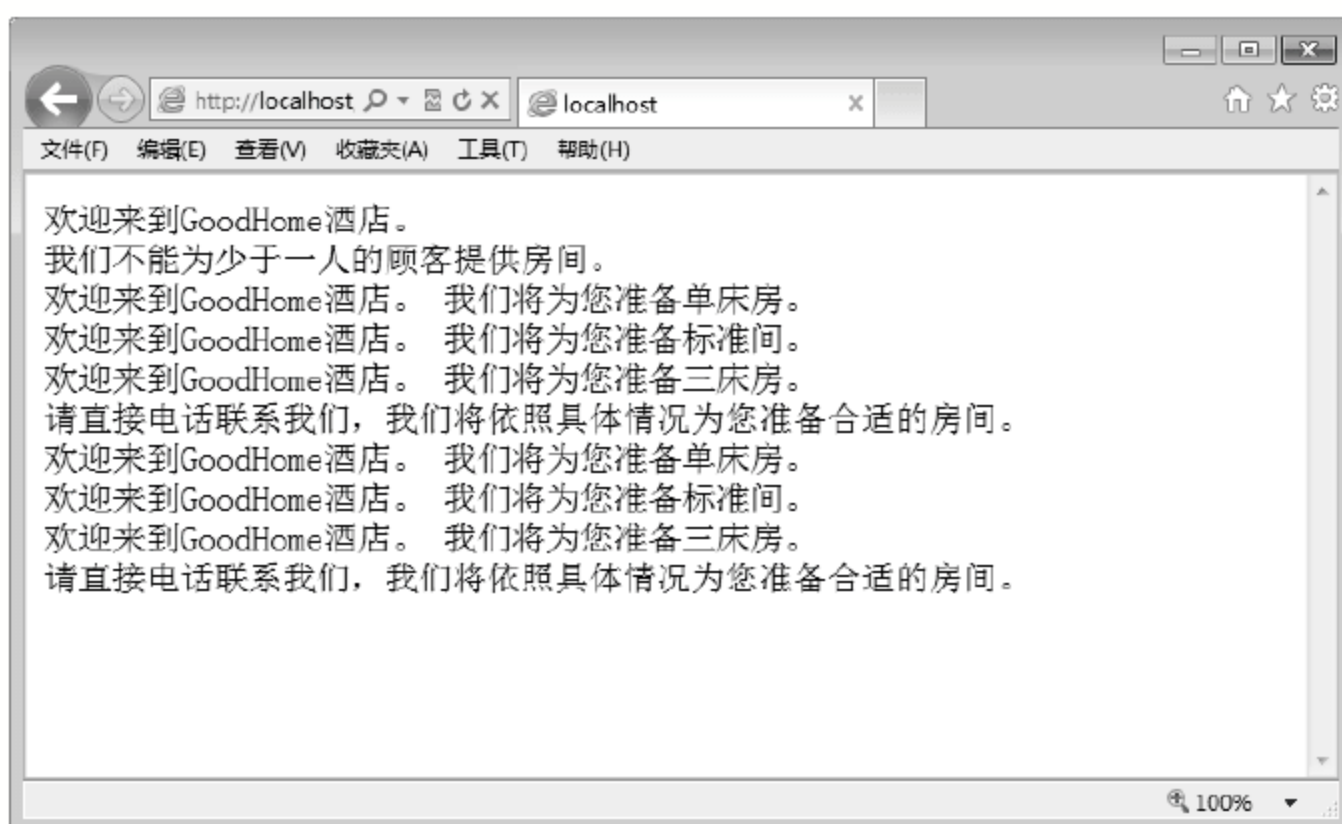 http://localhost
localhost
文件(F) 编辑(E) 查看(V) 收藏夹(A) 工具(T) 帮助(H)
欢迎来到GoodHome酒店。
我们不能为少于一人的顾客提供房间。
欢迎来到GoodHome酒店。 我们将为您准备单床房。
欢迎来到GoodHome酒店。 我们将为您准备标准间。
欢迎来到GoodHome酒店。 我们将为您准备三床房。
请直接电话联系我们，我们将依照具体情况为您准备合适的房间。
欢迎来到GoodHome酒店。 我们将为您准备单床房。
欢迎来到GoodHome酒店。 我们将为您准备标准间。
欢迎来到GoodHome酒店。 我们将为您准备三床房。
请直接电话联系我们，我们将依照具体情况为您准备合适的房间。
100%